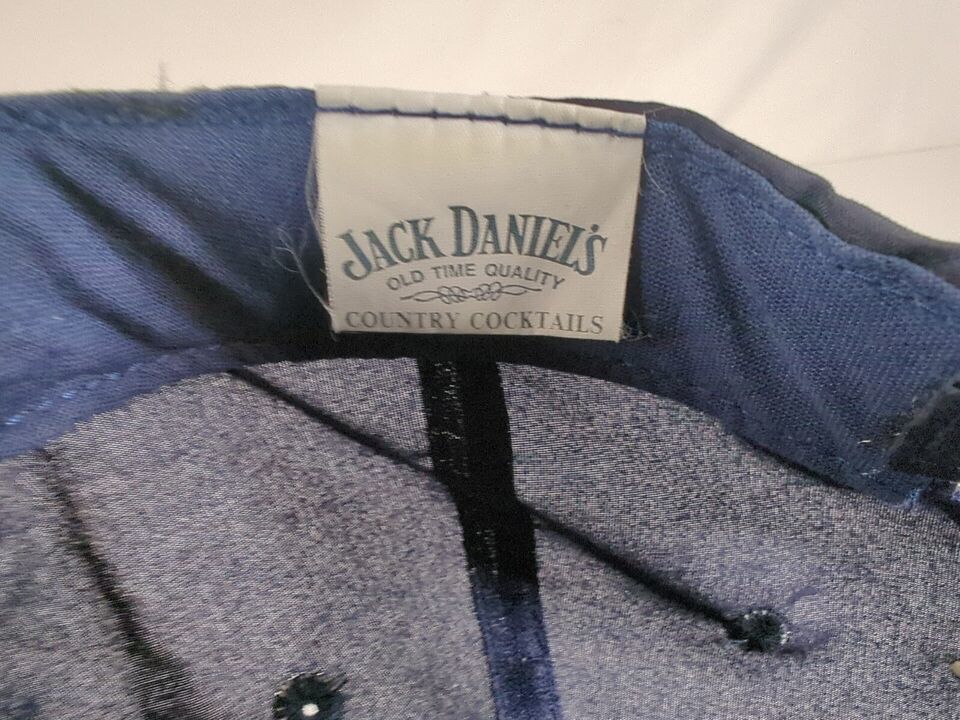 JACK DANIEL'S
OLD TIME QUALITY
COUNTRY COCKTAILS